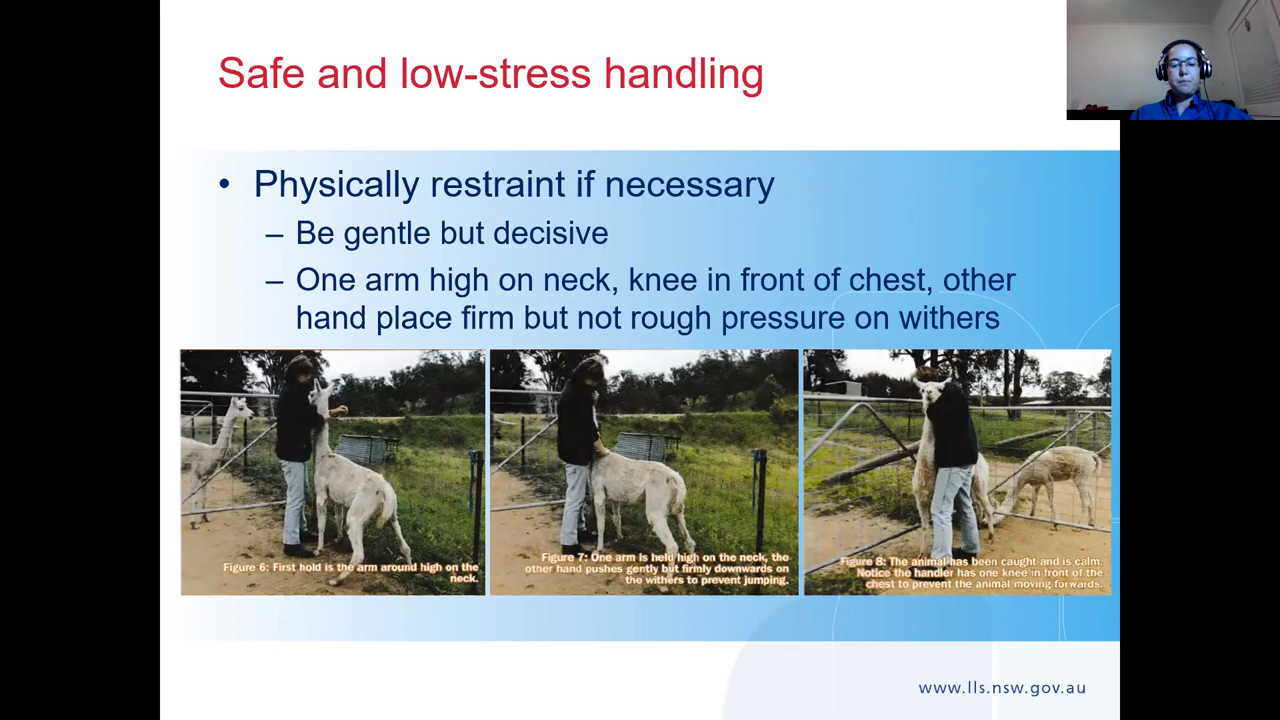 Safe and low-stress handling
• Physically restraint if necessary
– Be gentle but decisive
– One arm high on neck, knee in front of chest, other
hand place firm but not rough pressure on withers
Figure 6: First hold is the arm around high on the
neck.
Figure 7: One arm is held high on the neck, the
other hand pushes gently but firmly downwards on
the withers to prevent jumping.
Figure 8: The animal has been caught and is calm.
Notice the handler has one knee in front of the
chest to prevent the animal moving forwards.
www.lls.nsw.gov.au